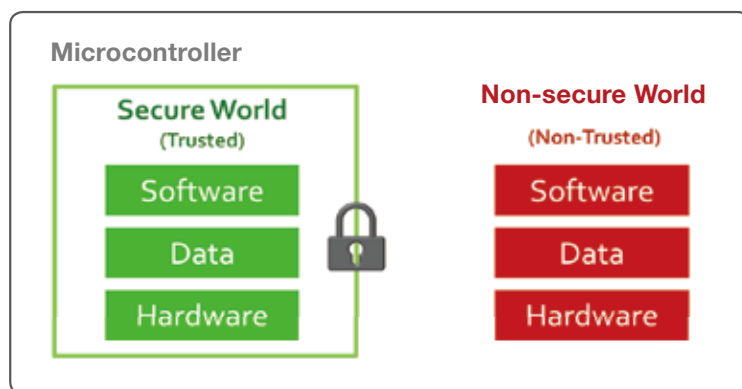 Microcontroller
Secure World
(Trusted)
Software
Data
Hardware
Non-secure World
(Non-Trusted)
Software
Data
Hardware